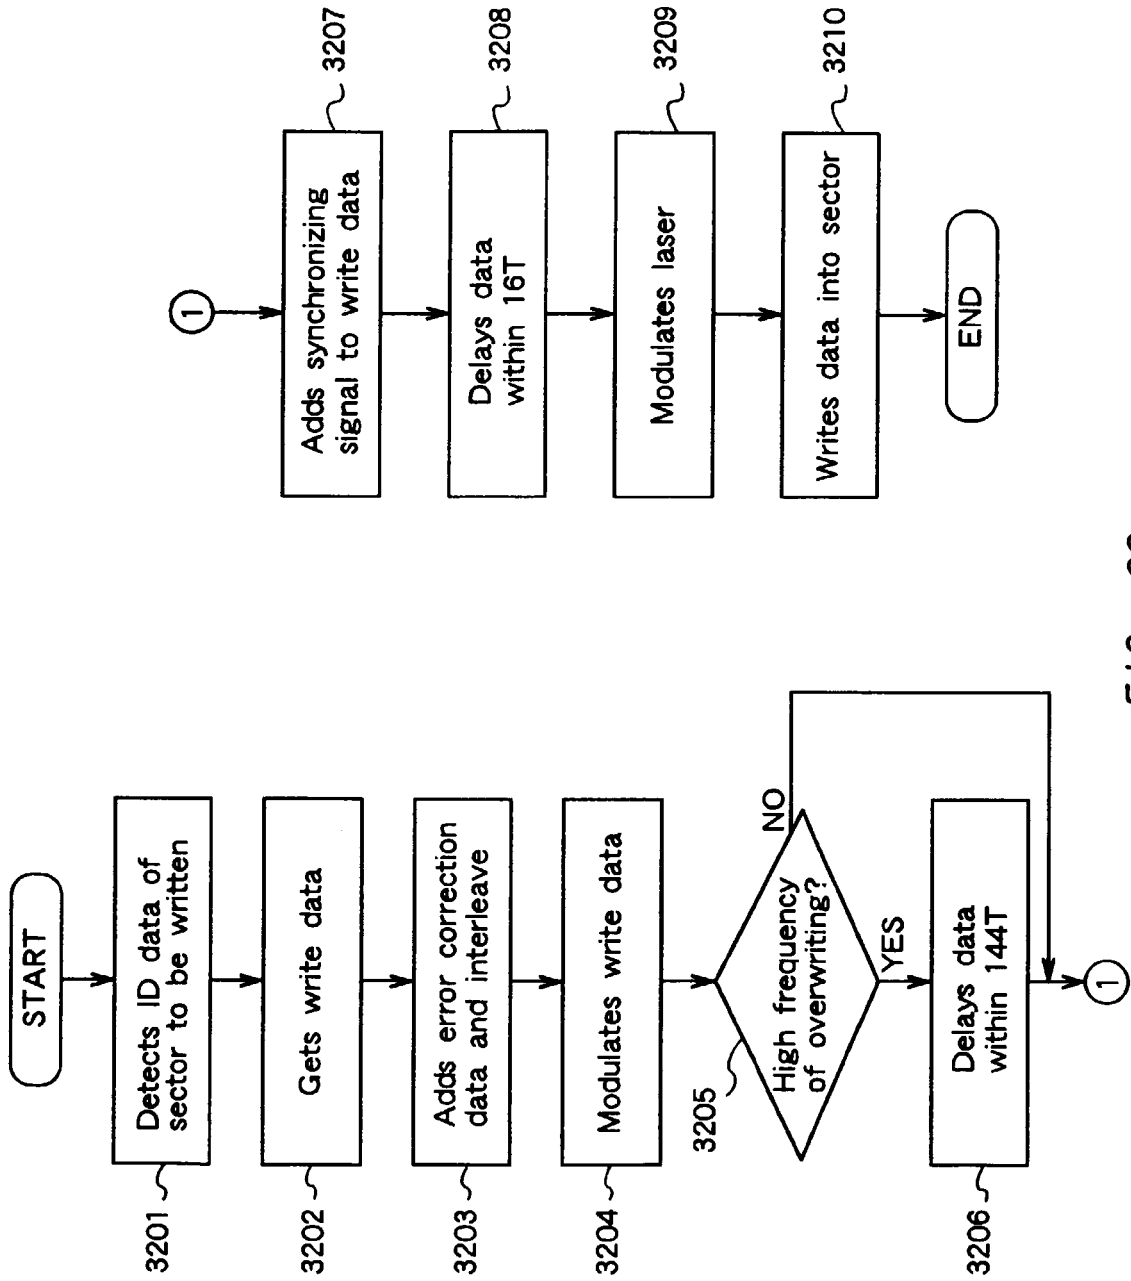 START
3201
Detects ID data of
sector to be written
3202
Gets write data
3203
Adds error correction
data and interleave
3204
Modulates write data
3205
High frequency
of overwriting?
NO
YES
3206
Delays data
within 144T
1
1
3207
Adds synchronizing
signal to write data
3208
Delays data
within 16T
3209
Modulates laser
3210
Writes data into sector
END